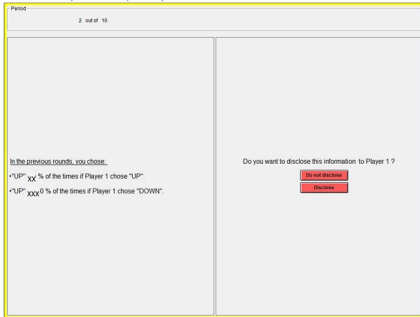 Period
2 out of 10
In the previous rounds, you chose:
•"UP" xx % of the times if Player 1 chose "UP".
•"UP" xxx0 % of the times if Player 1 chose "DOWN".
Do you want to disclose this information to Player 1 ?
Do not disclose
Disclose